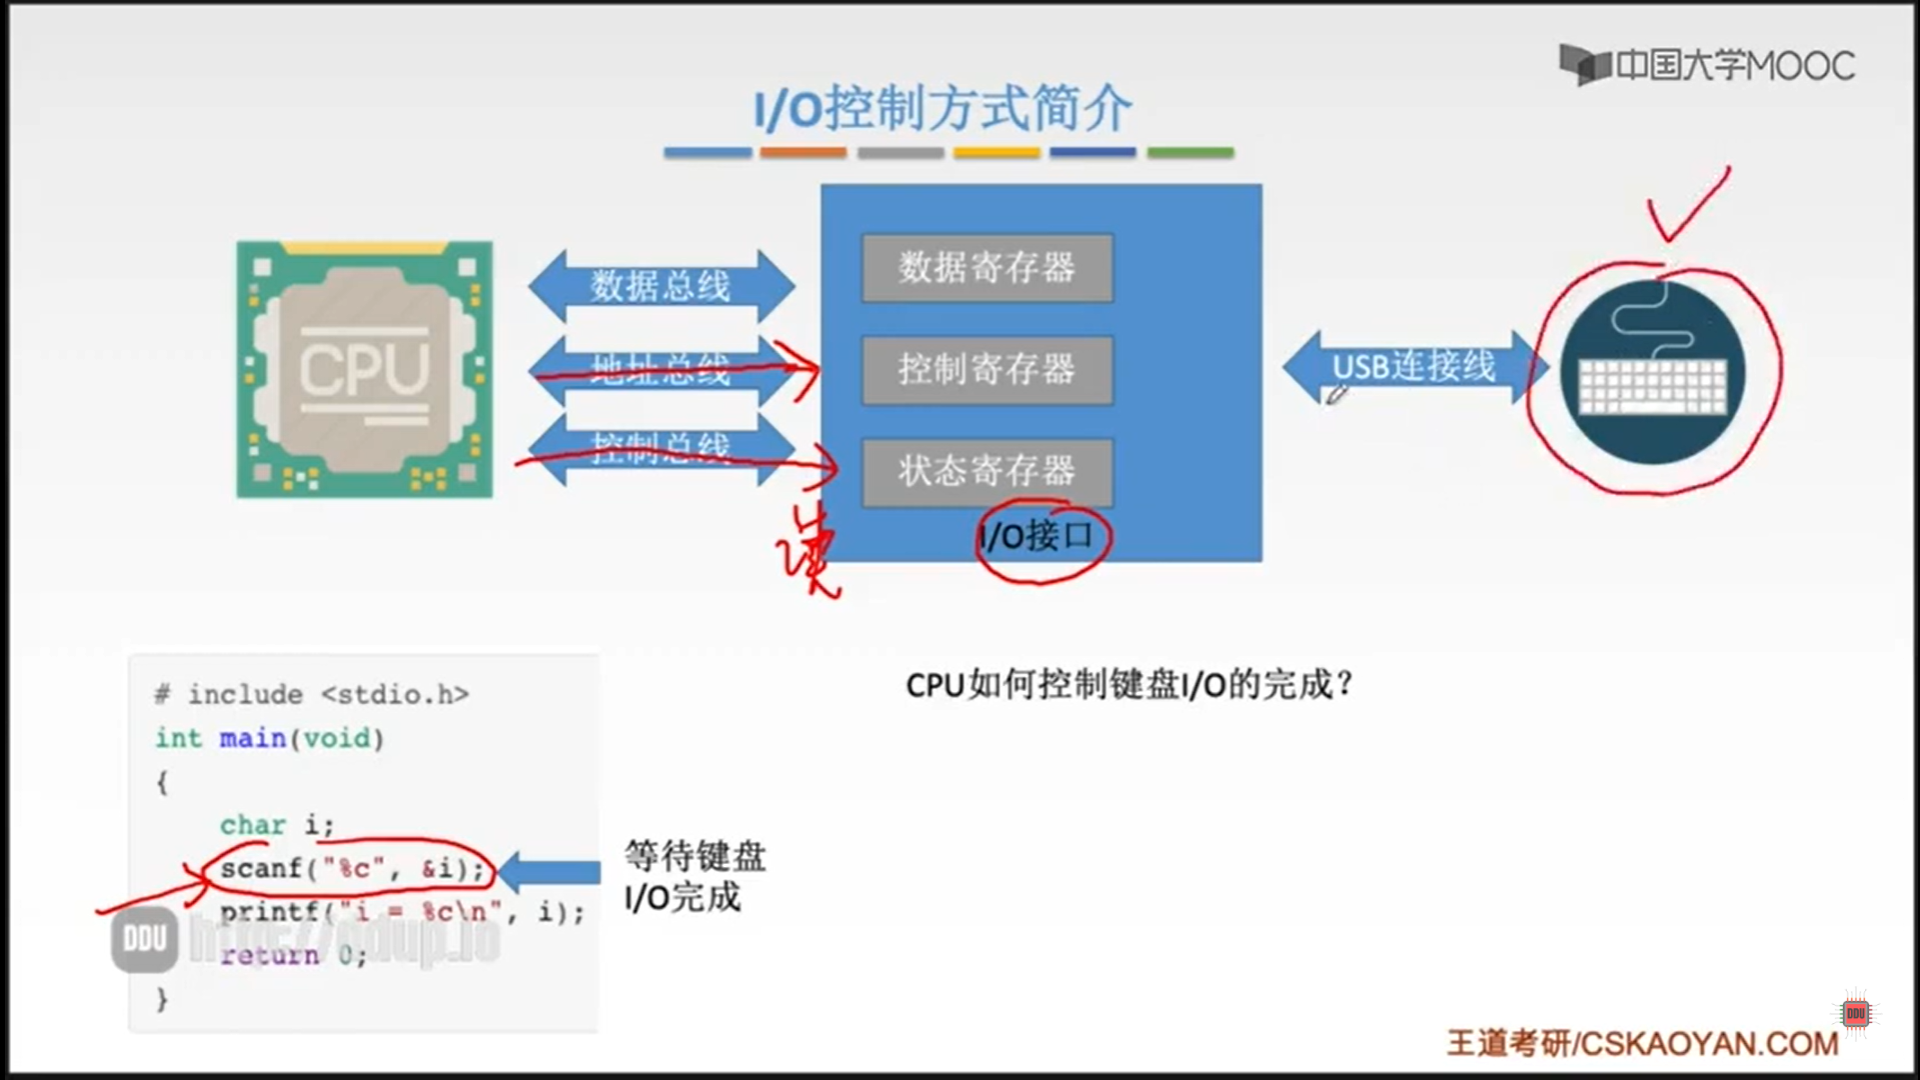 中国大学MOOC
I/O控制方式简介
CPU
数据总线
地址总线
控制总线
数据寄存器
控制寄存器
状态寄存器
I/O接口
USB连接线
读
CPU如何控制键盘I/O的完成？
# include <stdio.h>
int main(void)
{
char i;
scanf("%c", &i);
printf("i = %c\n", i);
return 0;
}
等待键盘
I/O完成
DDU http://ddup.io
DDU
王道考研/CSKAOYAN.COM